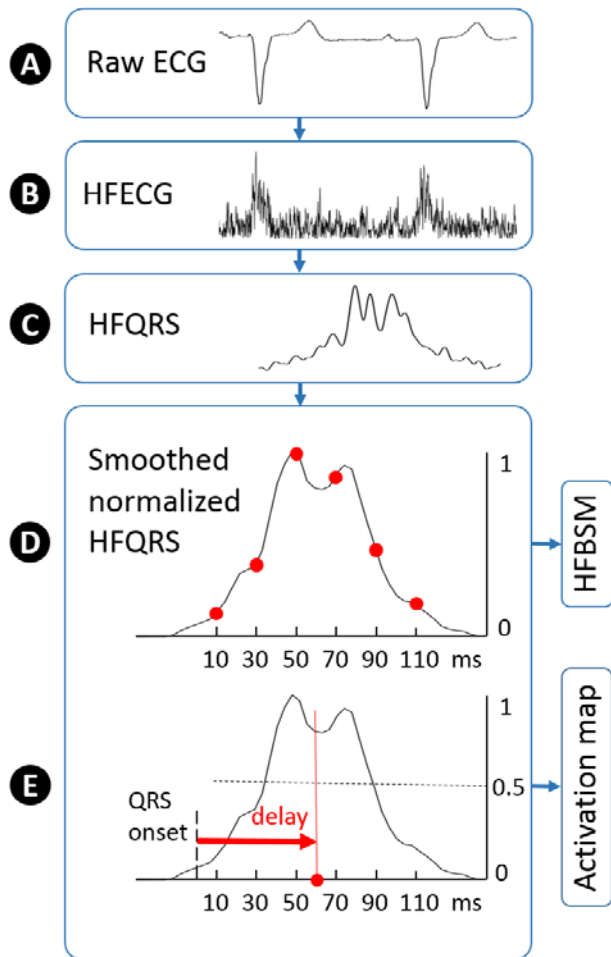 A
Raw ECG
B
HFECG
C
HFQRS
D
Smoothed
normalized
HFQRS
1
0
10 30 50 70 90 110 ms
HFBSM
E
QRS
onset
delay
1
0.5
0
10 30 50 70 90 110 ms
Activation map